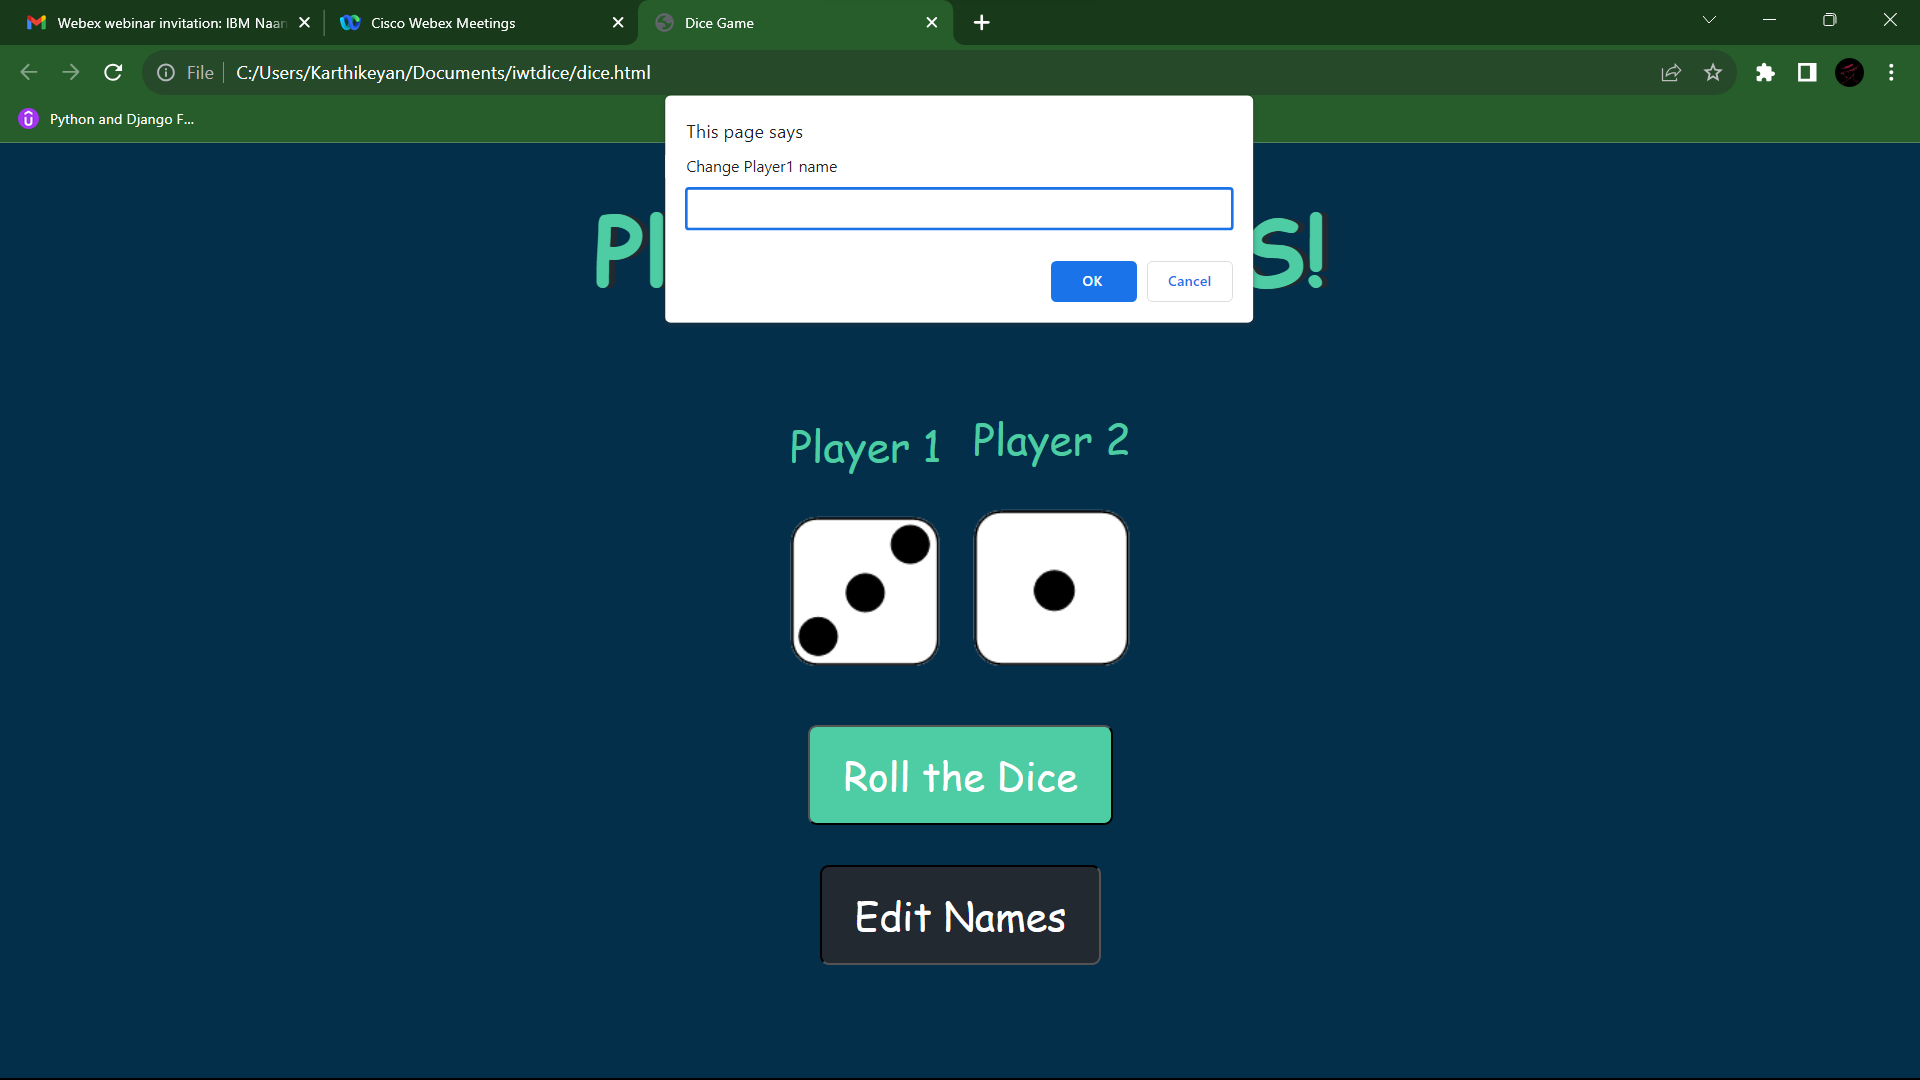 Webex webinar invitation: IBM Naan
Cisco Webex Meetings
Dice Game
File
C:/Users/Karthikeyan/Documents/iwtdice/dice.html
Python and Django F...
This page says
Change Player1 name
OK
Cancel
Pl
s!
Player 1
Player 2
Roll the Dice
Edit Names